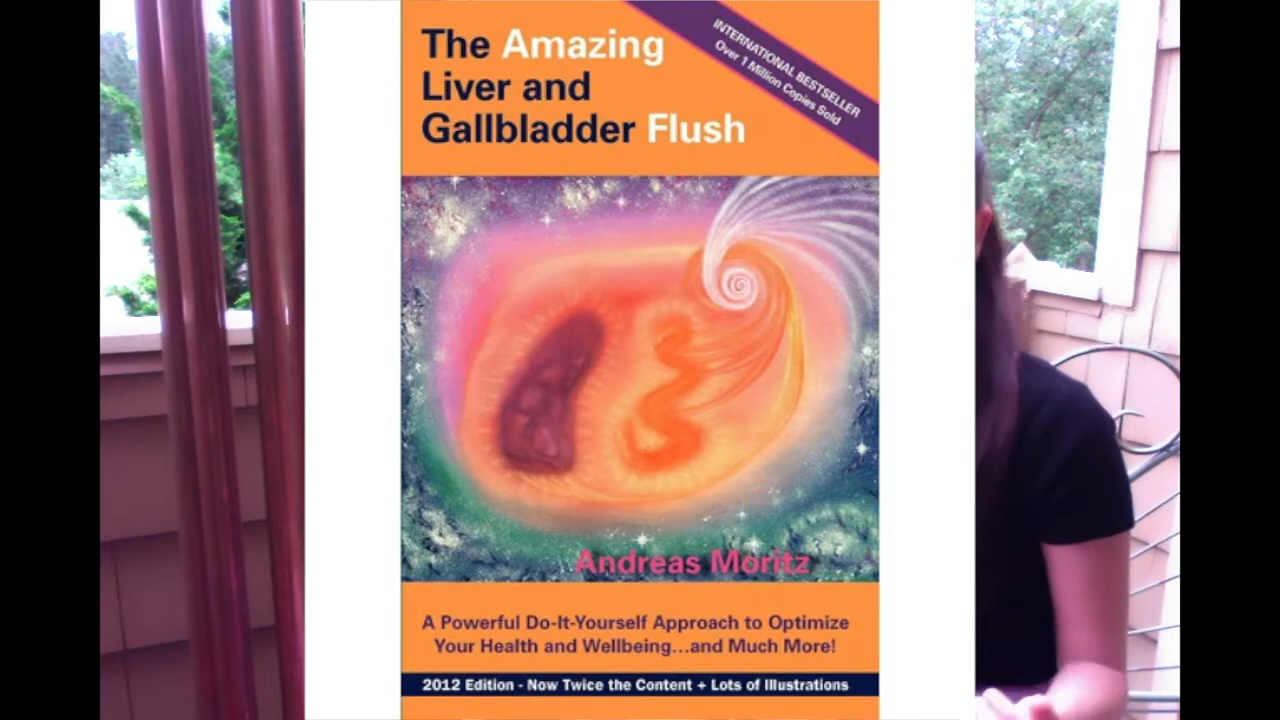 The Amazing
Liver and
Gallbladder Flush
INTERNATIONAL BESTSELLER
Over 1 Million Copies Sold
Andreas Moritz
A Powerful Do-It-Yourself Approach to Optimize
Your Health and Wellbeing...and Much More!
2012 Edition - Now Twice the Content + Lots of Illustrations